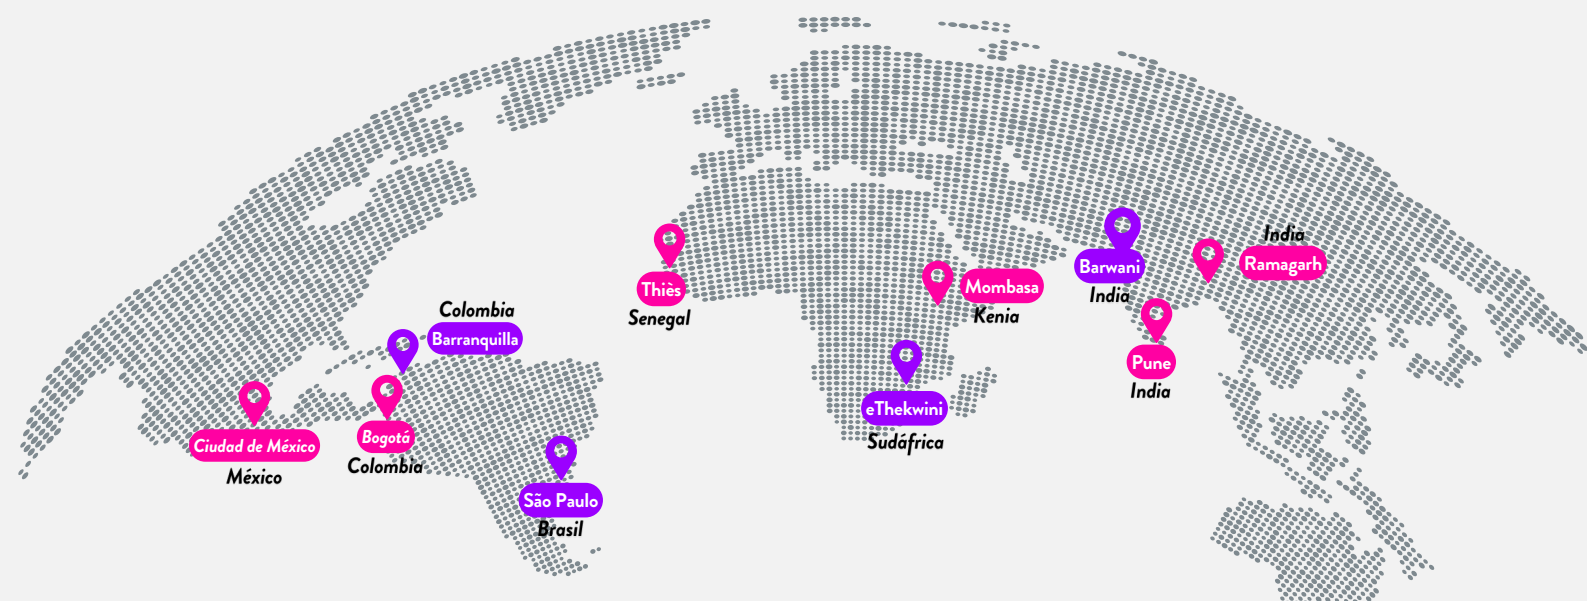 Colombia
Barranquilla
Ciudad de México
México
Bogotá
Colombia
São Paulo
Brasil
Thiès
Senegal
Mombasa
Kenia
eThekwini
Sudáfrica
Barwani
India
India
Ramagarh
Pune
India